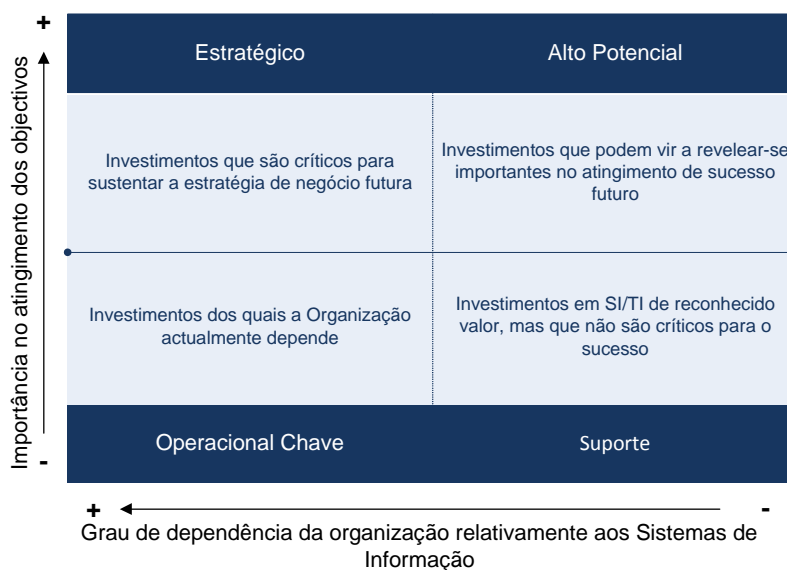 +
Importância no atingimento dos objectivos
-
Estratégico
Alto Potencial
Investimentos que são críticos para
sustentar a estratégia de negócio futura
Investimentos que podem vir a revelear-se
importantes no atingimento de sucesso
futuro
Investimentos dos quais a Organização
actualmente depende
Investimentos em SI/TI de reconhecido
valor, mas que não são críticos para o
sucesso
Operacional Chave
Suporte
+
-
Grau de dependência da organização relativamente aos Sistemas de
Informação